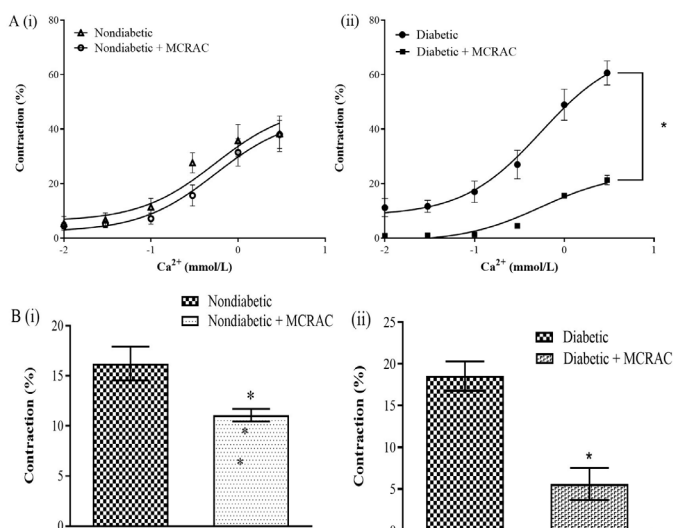 A (i)
80
60
40
20
0
-2
-1
0
1
Contraction (%)
Ca²⁺ (mmol/L)
Nondiabetic
Nondiabetic + MCRAC
(ii)
80
60
40
20
0
-2
-1
0
1
Contraction (%)
Ca²⁺ (mmol/L)
Diabetic
Diabetic + MCRAC
*
B (i)
Nondiabetic
Nondiabetic + MCRAC
20
15
10
5
0
Contraction (%)
*
*
*
(ii)
25
20
15
10
5
0
Contraction (%)
Diabetic
Diabetic + MCRAC
*